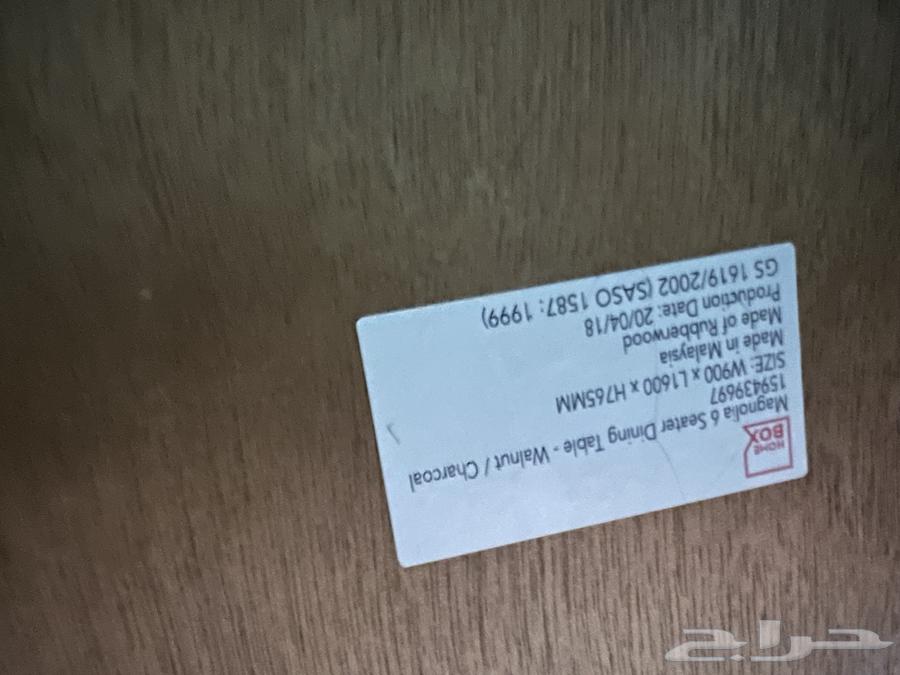 HOME
BOX
Magnolia 6 Seater Dining Table - Walnut / Charcoal
159439697
SIZE: W900 x L1600 x H765MM
Made in Malaysia
Made of Rubberwood
Production Date: 20/04/18
GS 1619/2002 (SASO 1587: 1999)
حراج